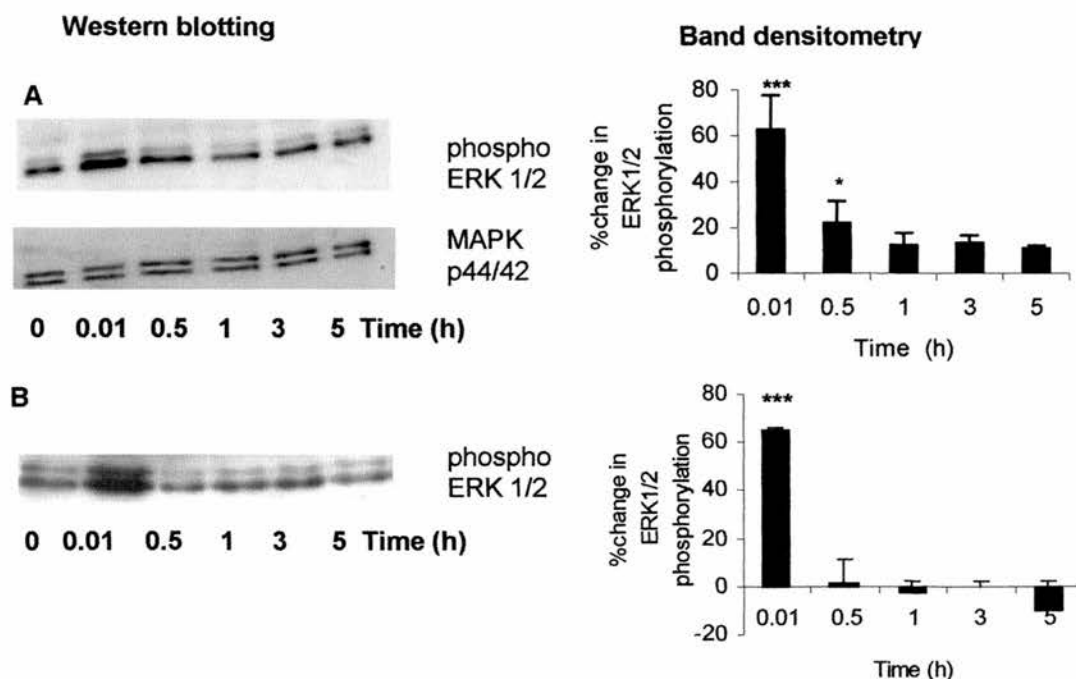 Western blotting
Band densitometry
A
phospho
ERK 1/2
MAPK
p44/42
0 0.01 0.5 1 3 5 Time (h)
%change in
ERK1/2
phosphorylation
80
60
40
20
0
***
*
0.01 0.5 1 3 5
Time (h)
B
phospho
ERK 1/2
0 0.01 0.5 1 3 5 Time (h)
%change in
ERK1/2
phosphorylation
80
60
40
20
0
-20
***
0.01 0.5 1 3 5
Time (h)